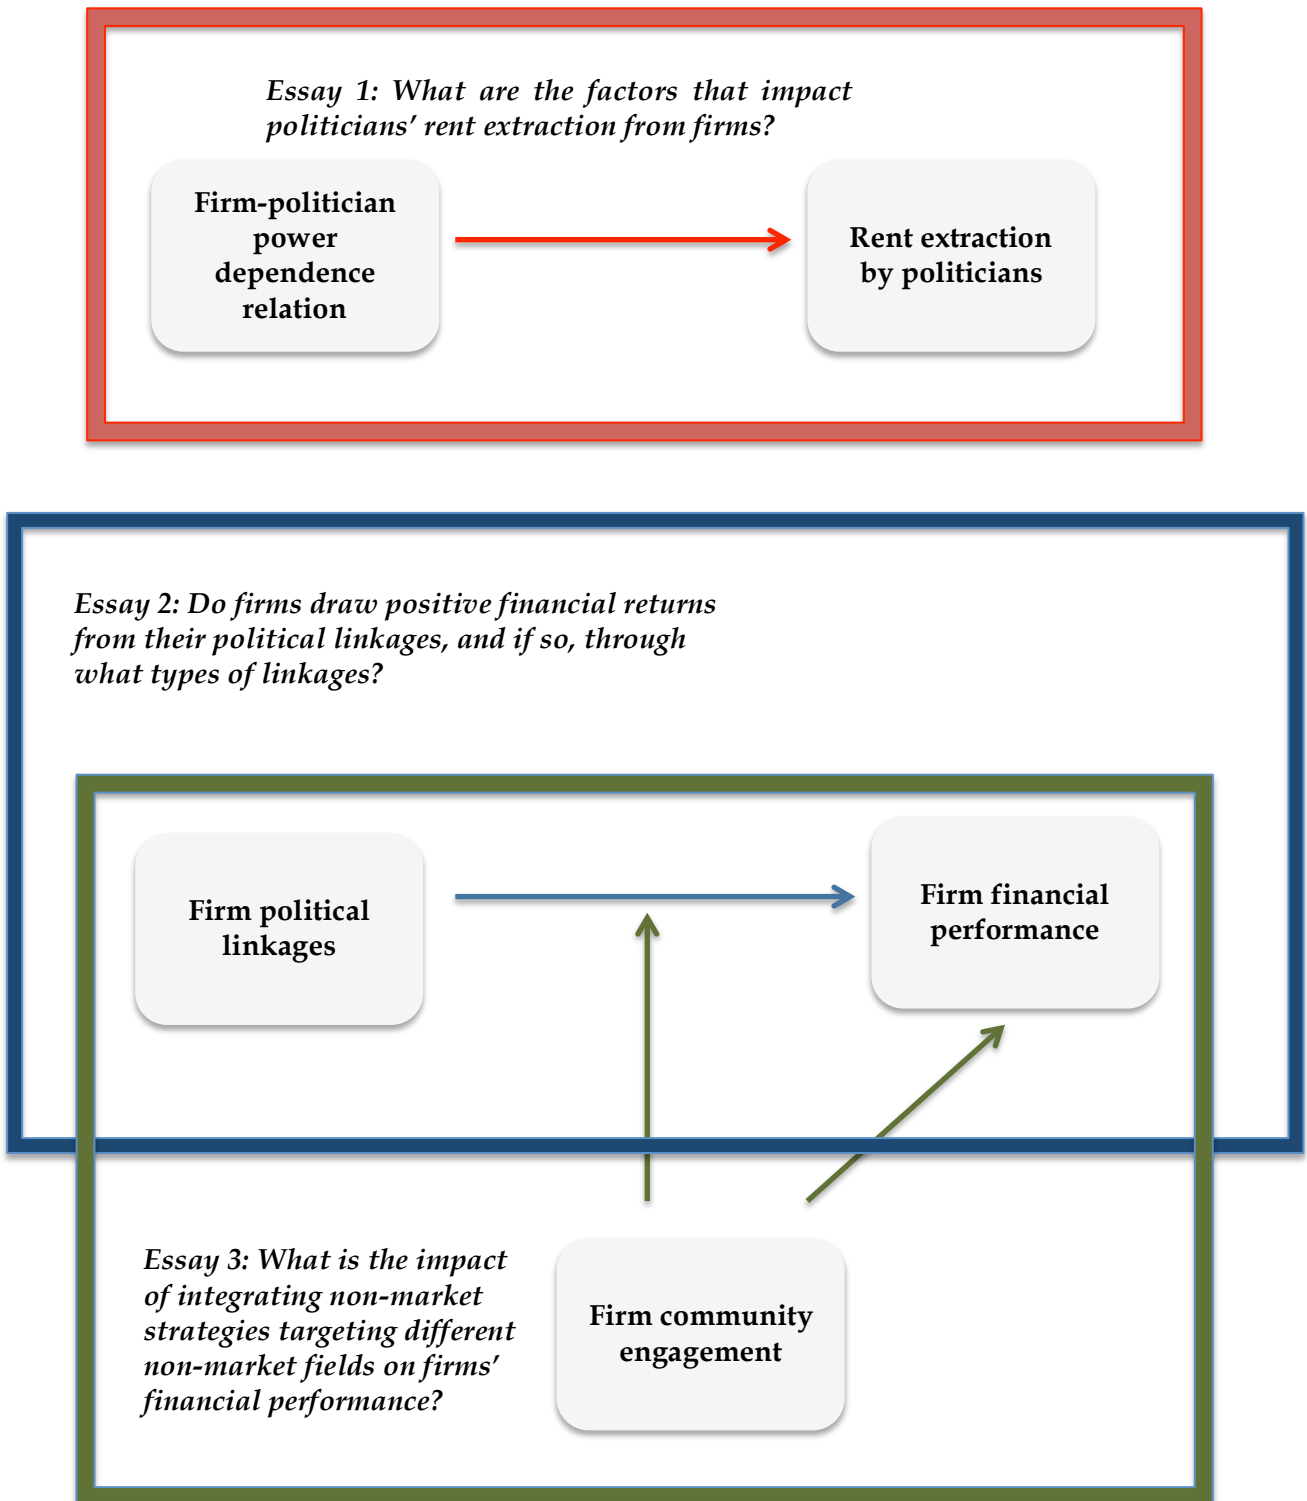 Essay 1: What are the factors that impact
politicians’ rent extraction from firms?
Firm-politician
power
dependence
relation
Rent extraction
by politicians
Essay 2: Do firms draw positive financial returns
from their political linkages, and if so, through
what types of linkages?
Firm political
linkages
Firm financial
performance
Essay 3: What is the impact
of integrating non-market
strategies targeting different
non-market fields on firms’
financial performance?
Firm community
engagement